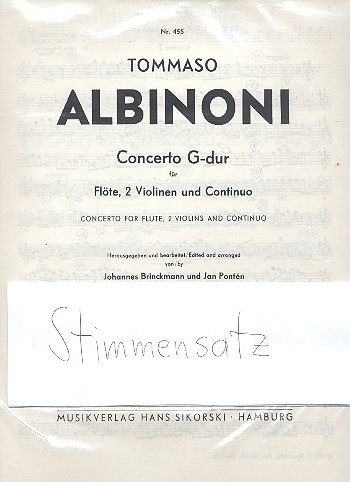 Nr. 455
TOMMASO
ALBINONI
Concerto G-dur
für
Flöte, 2 Violinen und Continuo
CONCERTO FOR FLUTE, 2 VIOLINS AND CONTINUO
Herausgegeben und bearbeitet/Edited and arranged
von/by
Johannes Brinckmann und Jan Pontén
Stimmensatz
MUSIKVERLAG HANS SIKORSKI · HAMBURG